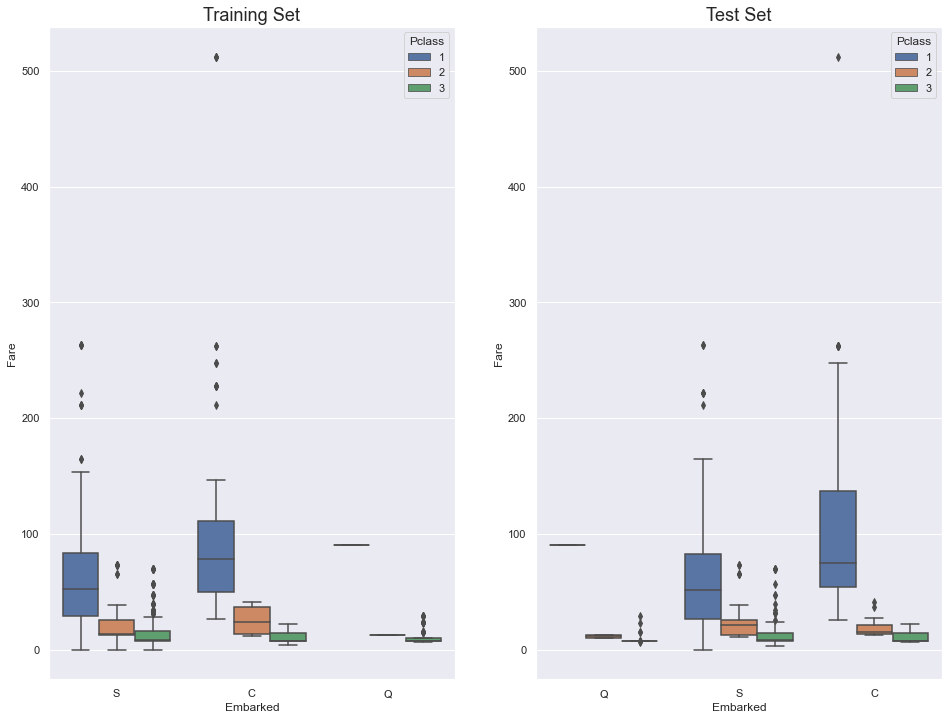 Training Set
Pclass
1
2
3
500
400
300
200
100
0
Fare
S C Q
Embarked
Test Set
Pclass
1
2
3
500
400
300
200
100
0
Fare
Q S C
Embarked